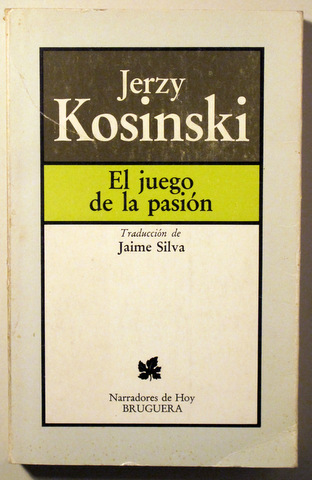 Jerzy
Kosinski
El juego
de la pasión
Traducción de
Jaime Silva
Narradores de Hoy
BRUGUERA